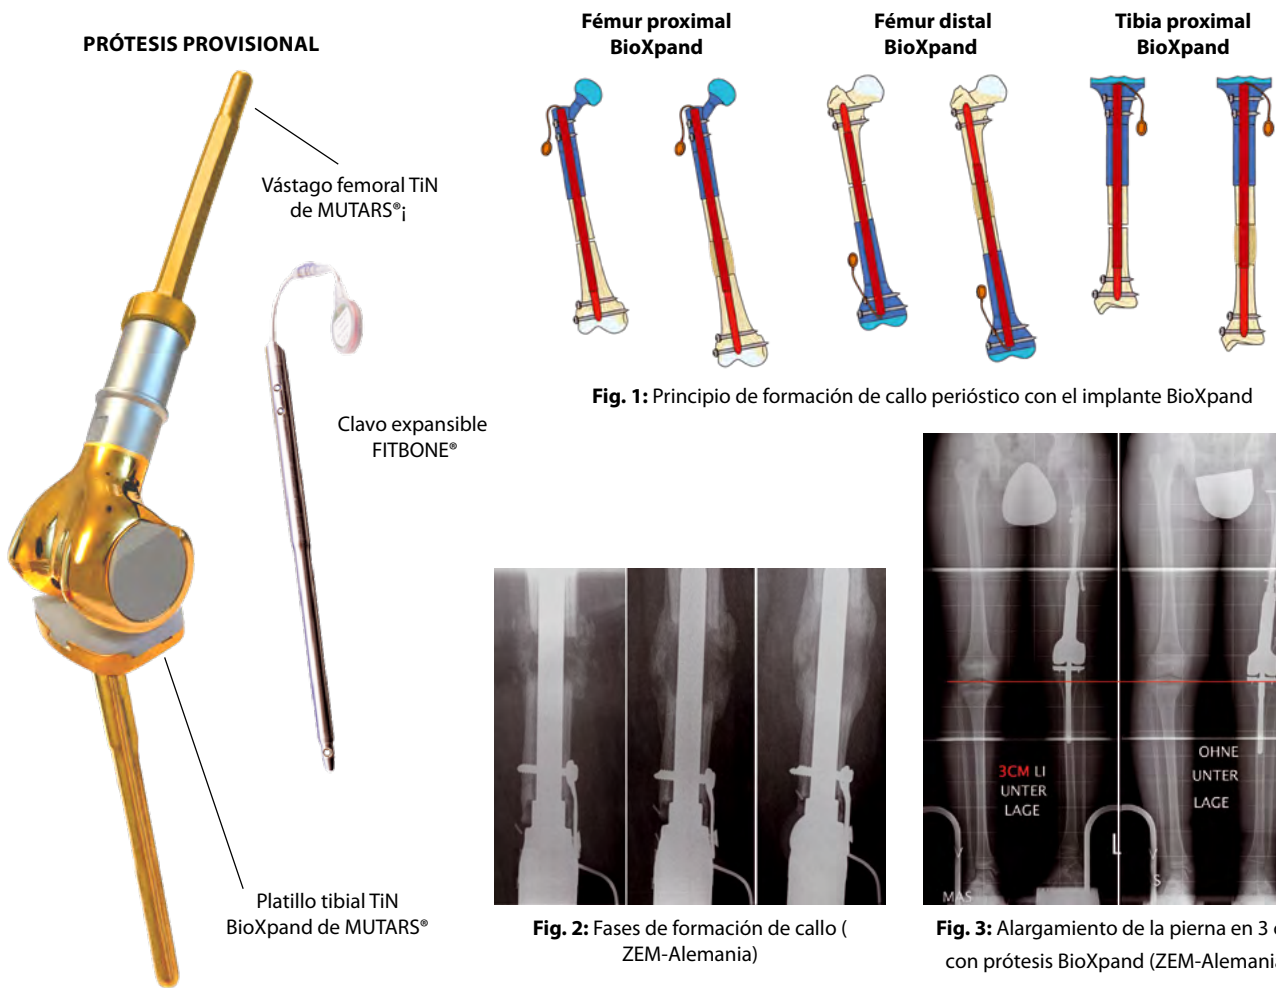 PRÓTESIS PROVISIONAL
Vástago femoral TiN
de MUTARS®¡
Clavo expansible
FITBONE®
Platillo tibial TiN
BioXpand de MUTARS®
Fémur proximal
BioXpand
Fémur distal
BioXpand
Tibia proximal
BioXpand
Fig. 1: Principio de formación de callo perióstico con el implante BioXpand
Fig. 2: Fases de formación de callo (
ZEM-Alemania)
3CM LI
UNTER
LAGE
MAS
L
V
S
OHNE
UNTER
LAGE
Fig. 3: Alargamiento de la pierna en 3
con prótesis BioXpand (ZEM-Alemania